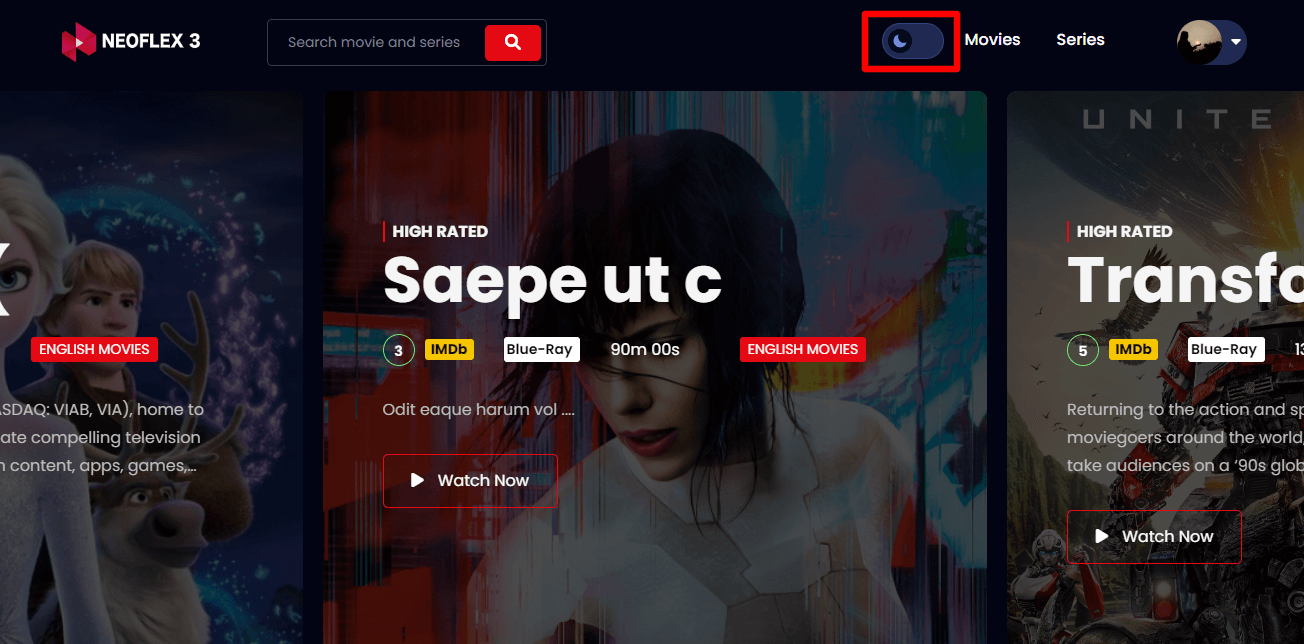 NEOFLEX 3
Search movie and series
Movies
Series
ENGLISH MOVIES
ASDAQ: VIAB, VIA), home to
ate compelling television
content, apps, games,...
HIGH RATED
Saepe ut c
3 IMDb Blue-Ray 90m 00s ENGLISH MOVIES
Odit eaque harum vol ....
Watch Now
UNITE
HIGH RATED
Transfo
5 IMDb Blue-Ray 13
Returning to the action and sp
moviegoers around the world,
take audiences on a ‘90s glob
Watch Now